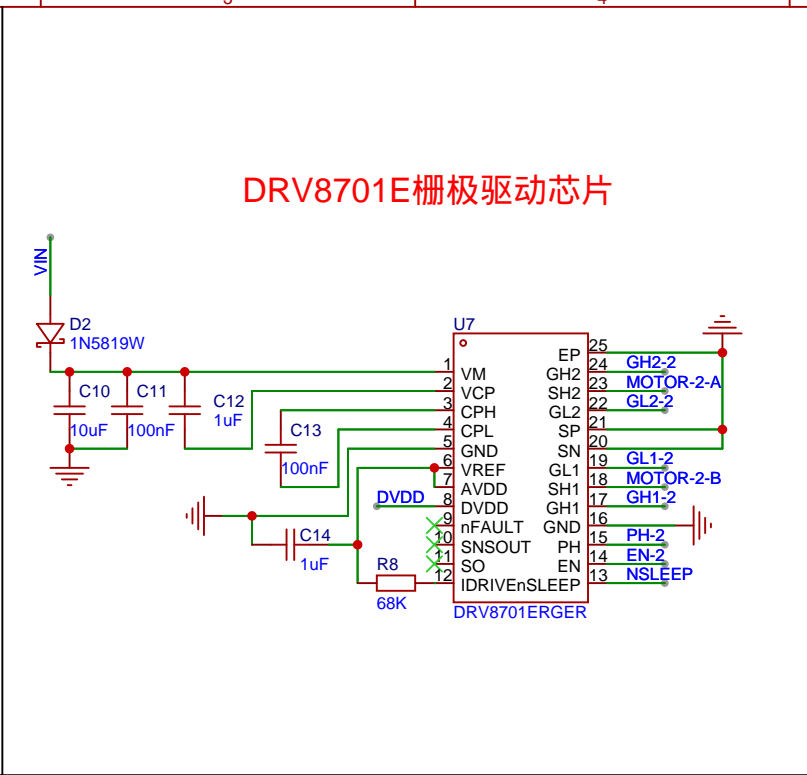 DRV8701E栅极驱动芯片
VIN
D2
1N5819W
C10
10uF
C11
100nF
C12
1uF
C13
100nF
C14
1uF
R8
68K
DVDD
U7
1 VM
2 VCP
3 CPH
4 CPL
5 GND
6 VREF
7 AVDD
8 DVDD
9 nFAULT
10 SNSOUT
11 SO
12 IDRIVE
EP 25
GH2 24 GH2-2
SH2 23 MOTOR-2-A
GL2 22 GL2-2
SP 21
SN 20
GL1 19 GL1-2
SH1 18 MOTOR-2-B
GH1 17 GH1-2
GND 16
PH 15 PH-2
EN 14 EN-2
nSLEEP 13 NSLEEP
DRV8701ERGER